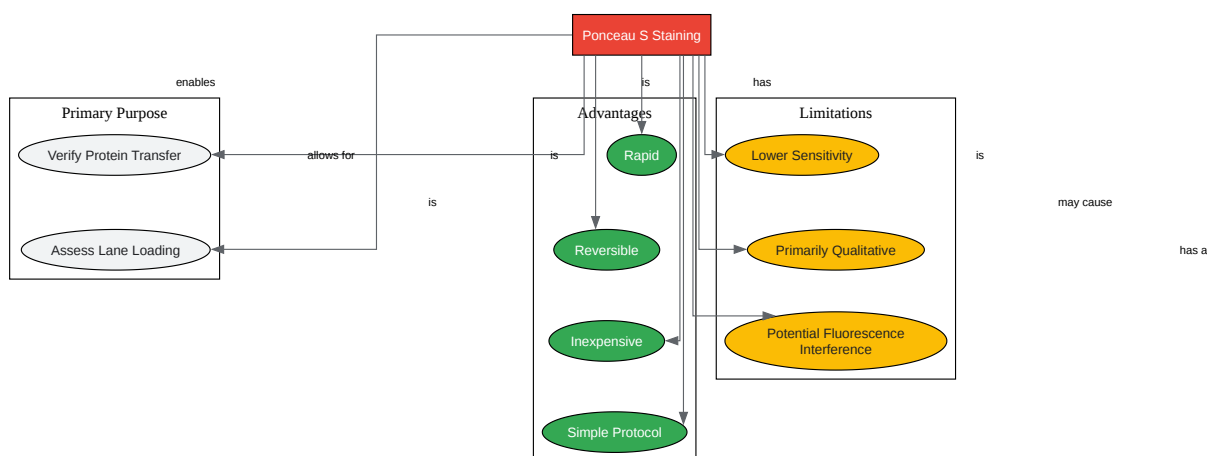 Ponceau S Staining
enables
is
has
Primary Purpose
Advantages
Limitations
Verify Protein Transfer
allows for
is
Rapid
Lower Sensitivity
is
is
may cause
Assess Lane Loading
Reversible
Primarily Qualitative
has a
Inexpensive
Potential Fluorescence
Interference
Simple Protocol